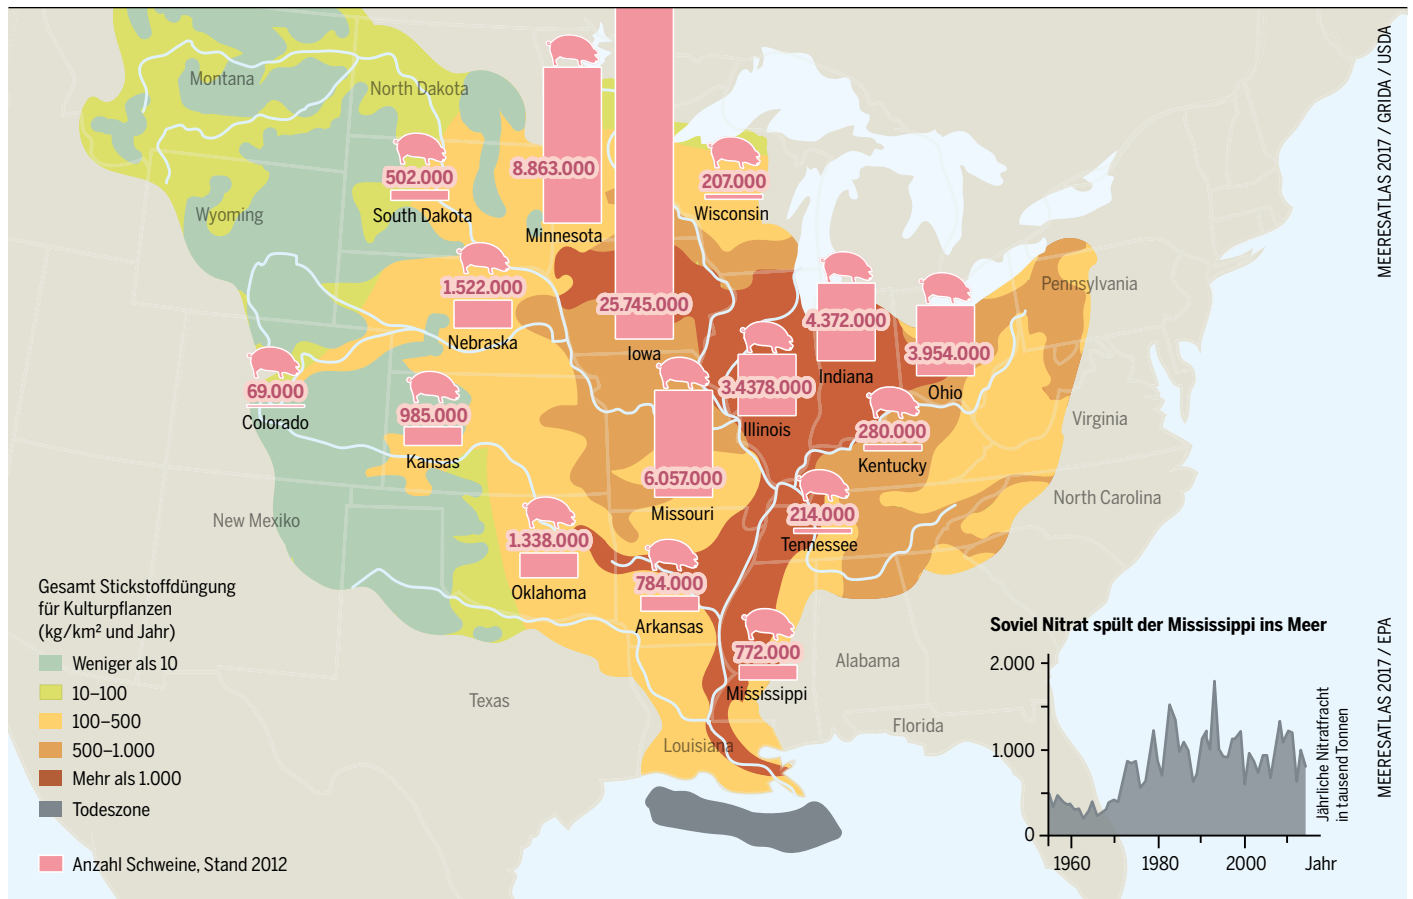 Montana
North Dakota
502.000
South Dakota
8.863.000
Minnesota
207.000
Wisconsin
Wyoming
1.522.000
Nebraska
25.745.000
Iowa
4.372.000
Indiana
3.954.000
Ohio
Pennsylvania
69.000
Colorado
985.000
Kansas
3.4378.000
Illinois
280.000
Kentucky
Virginia
6.057.000
Missouri
North Carolina
New Mexiko
1.338.000
Oklahoma
214.000
Tennessee
784.000
Arkansas
772.000
Mississippi
Alabama
Texas
Louisiana
Florida
Gesamt Stickstoffdüngung
für Kulturpflanzen
(kg/km² und Jahr)
Weniger als 10
10–100
100–500
500–1.000
Mehr als 1.000
Todeszone
Anzahl Schweine, Stand 2012
Soviel Nitrat spült der Mississippi ins Meer
2.000
1.000
0
1960
1980
2000
Jahr
Jährliche Nitratfracht
in tausend Tonnen
MEERESATLAS 2017 / GRIDA / USDA
MEERESATLAS 2017 / EPA